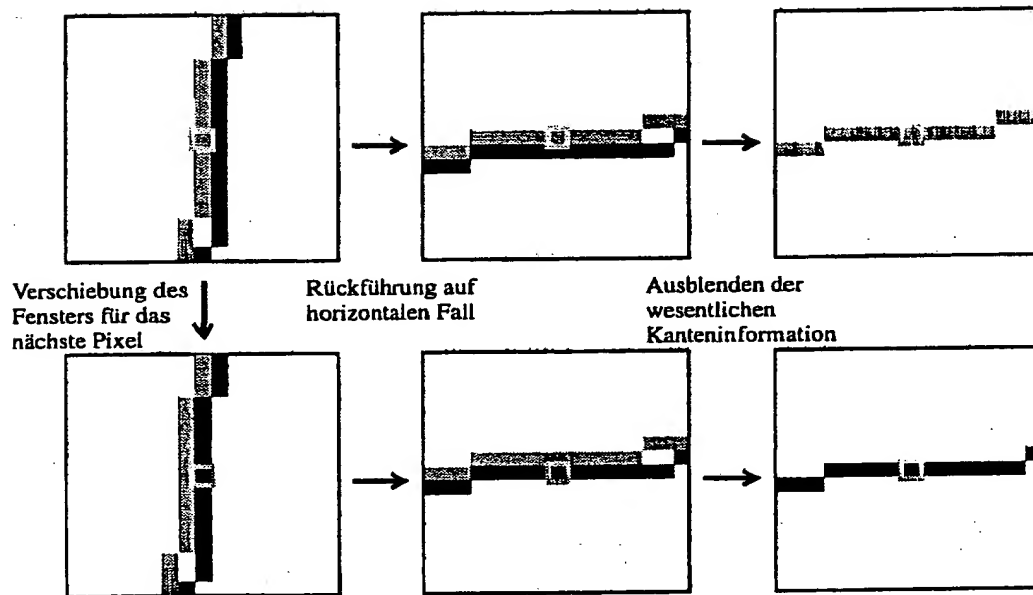 Verschiebung des
Fensters für das
nächste Pixel
Rückführung auf
horizontalen Fall
Ausblenden der
wesentlichen
Kanteninformation